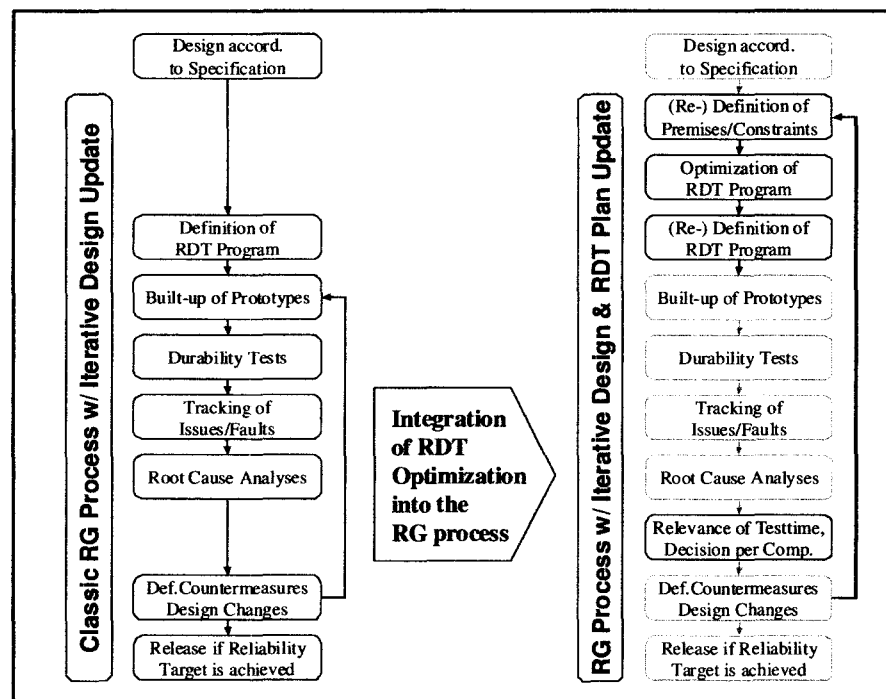 Classic RG Process w/ Iterative Design Update
Design accord.
to Specification
Definition of
RDT Program
Built-up of Prototypes
Durability Tests
Tracking of
Issues/Faults
Root Cause Analyses
Def.Countermeasures
Design Changes
Release if Reliability
Target is achieved
Integration
of RDT
Optimization
into the
RG process
RG Process w/ Iterative Design & RDT Plan Update
Design accord.
to Specification
(Re-) Definition of
Premises/Constraints
Optimization of
RDT Program
(Re-) Definition of
RDT Program
Built-up of Prototypes
Durability Tests
Tracking of
Issues/Faults
Root Cause Analyses
Relevance of Testtime,
Decision per Comp.
Def.Countermeasures
Design Changes
Release if Reliability
Target is achieved